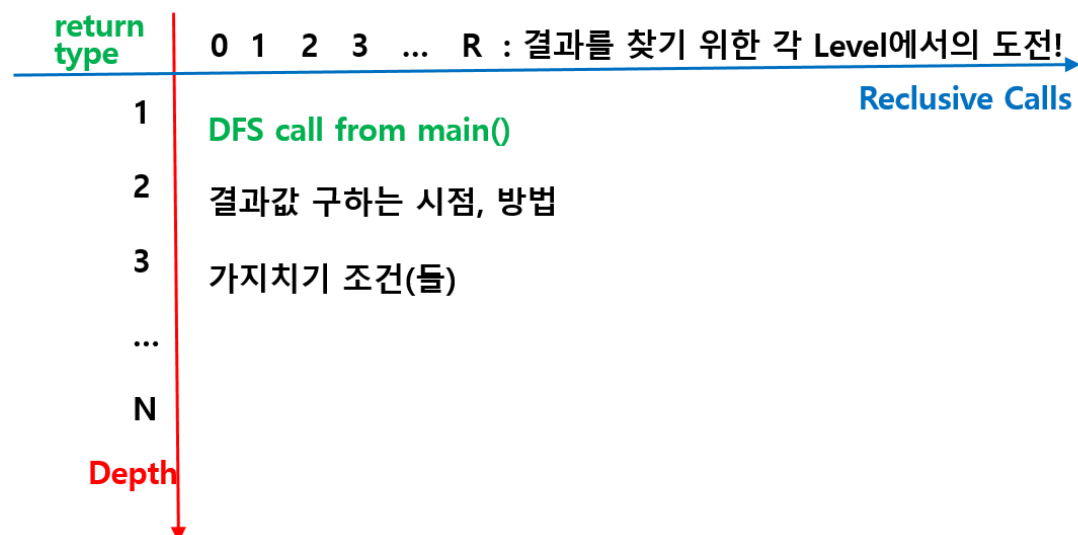 return
type
0 1 2 3 ... R : 결과를 찾기 위한 각 Level에서의 도전!
Reclusive Calls
1
DFS call from main()
2
결과값 구하는 시점, 방법
3
가지치기 조건(들)
...
N
Depth